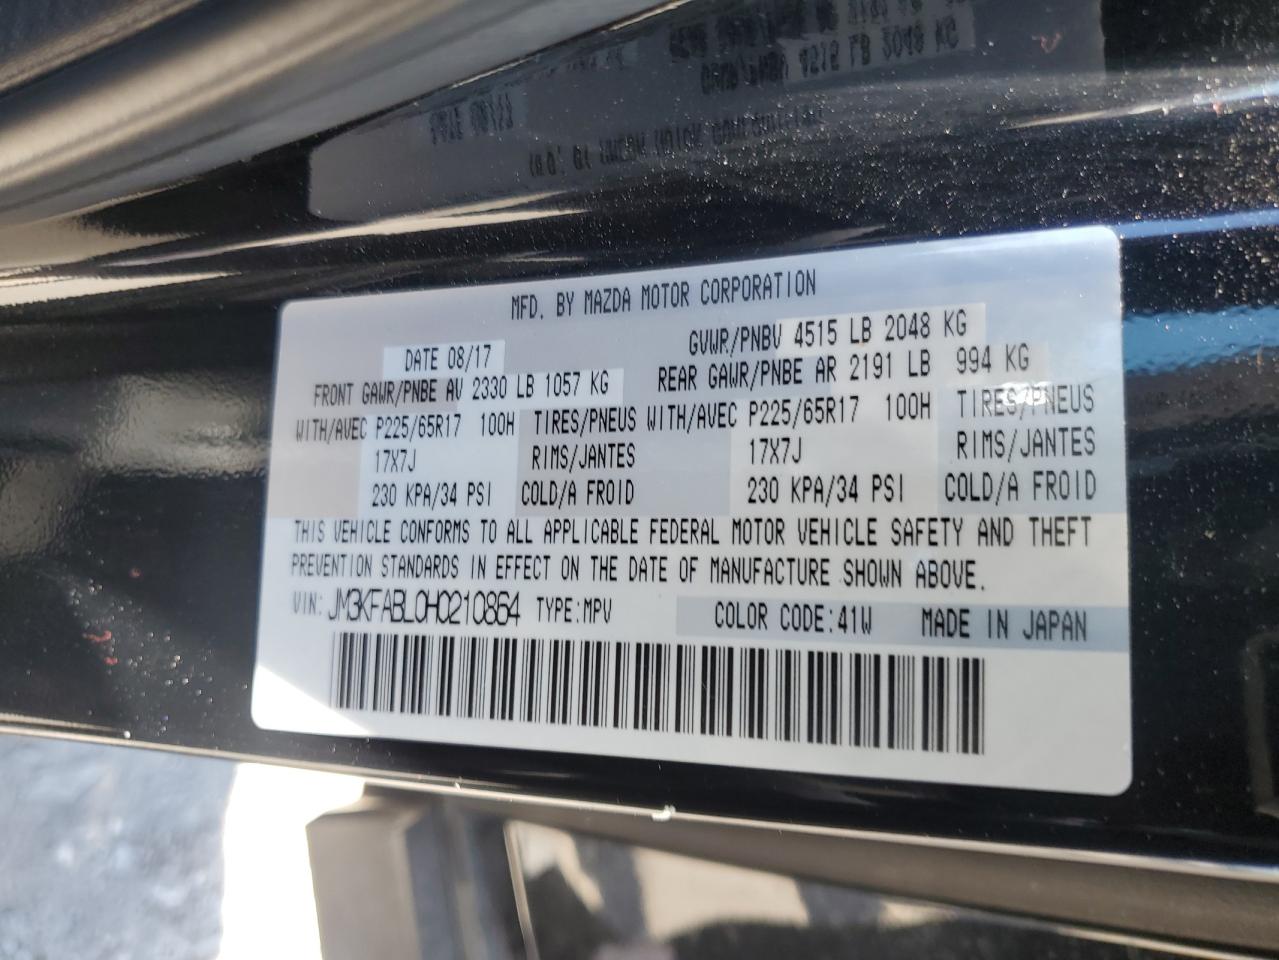 MFD. BY MAZDA MOTOR CORPORATION
DATE 08/17 GVWR/PNBV 4515 LB 2048 KG
FRONT GAWR/PNBE AV 2330 LB 1057 KG REAR GAWR/PNBE AR 2191 LB 994 KG
WITH/AVEC P225/65R17 100H TIRES/PNEUS WITH/AVEC P225/65R17 100H TIRES/PNEUS
17X7J RIMS/JANTES 17X7J RIMS/JANTES
230 KPA/34 PSI COLD/A FROID 230 KPA/34 PSI COLD/A FROID
THIS VEHICLE CONFORMS TO ALL APPLICABLE FEDERAL MOTOR VEHICLE SAFETY AND THEFT
PREVENTION STANDARDS IN EFFECT ON THE DATE OF MANUFACTURE SHOWN ABOVE.
VIN: JM3KFABL0H0210864 TYPE:MPV COLOR CODE:41W MADE IN JAPAN